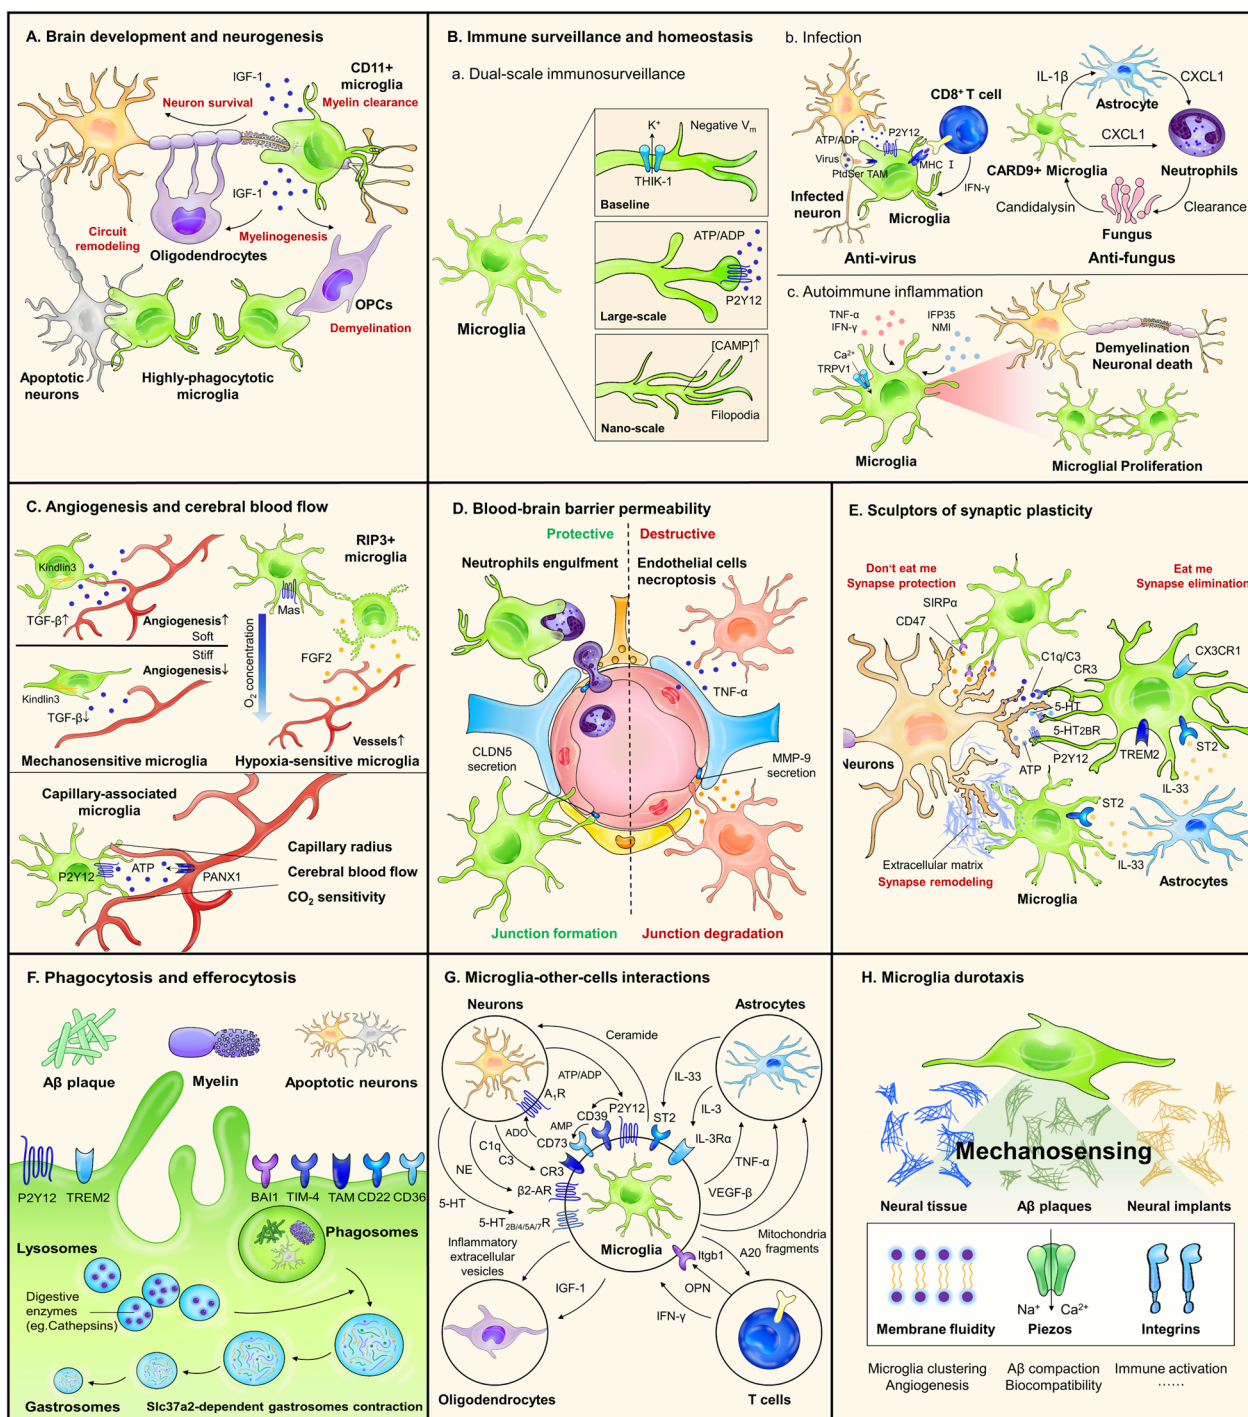 A. Brain development and neurogenesis
IGF-1
CD11+
microglia
Neuron survival
Myelin clearance
IGF-1
Circuit
remodeling
Myelinogenesis
Oligodendrocytes
OPCs
Demyelination
Apoptotic
neurons
Highly-phagocytotic
microglia
B. Immune surveillance and homeostasis
a. Dual-scale immunosurveillance
Microglia
K⁺
Negative Vₘ
THIK-1
Baseline
ATP/ADP
P2Y12
Large-scale
[CAMP]↑
Filopodia
Nano-scale
b. Infection
CD8⁺ T cell
ATP/ADP
P2Y12
Virus
PtdSer TAM
MHC I
IFN-γ
Infected
neuron
Microglia
Anti-virus
IL-1β
CXCL1
Astrocyte
CXCL1
CARD9+ Microglia
Neutrophils
Candidalysin
Clearance
Fungus
Anti-fungus
c. Autoimmune inflammation
TNF-α
IFN-γ
IFP35
NMI
Ca²⁺
TRPV1
Microglia
Demyelination
Neuronal death
Microglial Proliferation
C. Angiogenesis and cerebral blood flow
Kindlin3
TGF-β↑
Angiogenesis↑
Soft
Stiff
Angiogenesis↓
Kindlin3
TGF-β↓
Mechanosensitive microglia
RIP3+
microglia
Mas
FGF2
O₂ concentration
Vessels↑
Hypoxia-sensitive microglia
Capillary-associated
microglia
P2Y12
ATP
PANX1
Capillary radius
Cerebral blood flow
CO₂ sensitivity
D. Blood-brain barrier permeability
Protective
Destructive
Neutrophils engulfment
Endothelial cells
necroptosis
TNF-α
CLDN5
secretion
MMP-9
secretion
Junction formation
Junction degradation
E. Sculptors of synaptic plasticity
Don't eat me
Synapse protection
Eat me
Synapse elimination
SIRPα
CD47
C1q/C3
CR3
CX3CR1
5-HT
5-HT2BR
P2Y12
ATP
TREM2
ST2
Neurons
IL-33
ST2
IL-33
Extracellular matrix
Synapse remodeling
Microglia
Astrocytes
F. Phagocytosis and efferocytosis
Aβ plaque
Myelin
Apoptotic neurons
P2Y12
TREM2
BAI1
TIM-4
TAM
CD22
CD36
Phagosomes
Lysosomes
Digestive
enzymes
(eg.Cathepsins)
Gastrosomes
Slc37a2-dependent gastrosomes contraction
G. Microglia-other-cells interactions
Neurons
Astrocytes
Ceramide
ATP/ADP
IL-33
A₁R
P2Y12
IL-3
AMP
CD39
ST2
ADO
CD73
IL-3Rα
C1q
C3
CR3
TNF-α
NE
β2-AR
VEGF-β
5-HT
5-HT₂B/4/5A/7R
Microglia
Inflammatory
extracellular
vesicles
Itgb1
A20
Mitochondria
fragments
IGF-1
OPN
IFN-γ
Oligodendrocytes
T cells
H. Microglia durotaxis
Mechanosensing
Neural tissue
Aβ plaques
Neural implants
Na⁺
Ca²⁺
Membrane fluidity
Piezos
Integrins
Microglia clustering
Angiogenesis
Aβ compaction
Biocompatibility
Immune activation
······